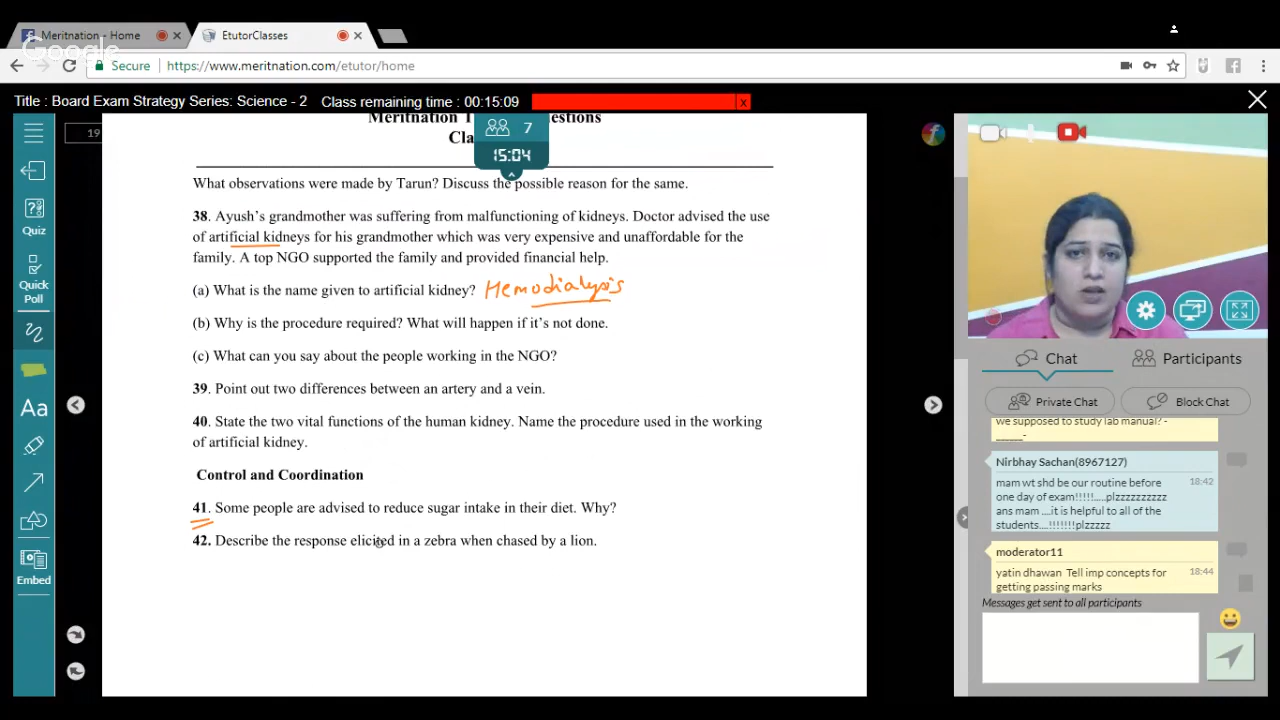 Meritnation - Home
EtutorClasses
Google
Secure
https://www.meritnation.com/etutor/home
Title : Board Exam Strategy Series: Science - 2 Class remaining time : 00:15:09
x
19
7
15:04
What observations were made by Tarun? Discuss the possible reason for the same.
38. Ayush's grandmother was suffering from malfunctioning of kidneys. Doctor advised the use
of artificial kidneys for his grandmother which was very expensive and unaffordable for the
family. A top NGO supported the family and provided financial help.
(a) What is the name given to artificial kidney? Hemodialysis
(b) Why is the procedure required? What will happen if it's not done.
(c) What can you say about the people working in the NGO?
39. Point out two differences between an artery and a vein.
40. State the two vital functions of the human kidney. Name the procedure used in the working
of artificial kidney.
Control and Coordination
41. Some people are advised to reduce sugar intake in their diet. Why?
42. Describe the response elicited in a zebra when chased by a lion.
Quiz
Quick
Poll
Aa
Embed
Chat
Participants
Private Chat
Block Chat
we supposed to study lab manual? -
______-
Nirbhay Sachan(8967127)
mam wt shd be our routine before 18:42
one day of exam!!!!!....plzzzzzzzzzz
ans mam ....it is helpful to all of the
students....!!!!!!!plzzzzz
moderator11
yatin dhawan Tell imp concepts for 18:44
getting passing marks
Messages get sent to all participants